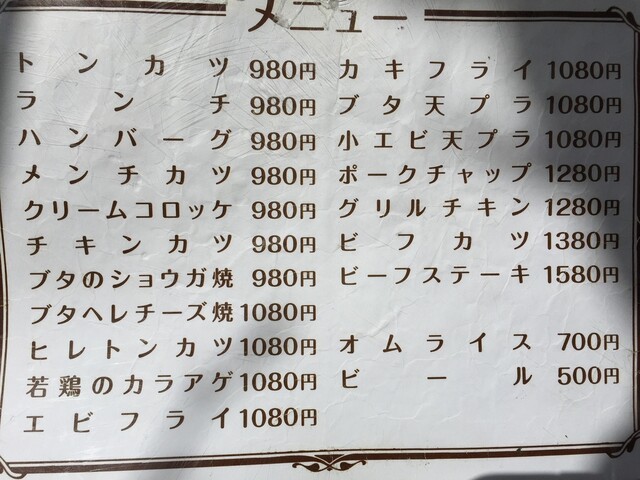 メニュー
トンカツ 980円
ランチ 980円
ハンバーグ 980円
メンチカツ 980円
クリームコロッケ 980円
チキンカツ 980円
ブタのショウガ焼 980円
ブタヘレチーズ焼 1080円
ヒレトンカツ 1080円
若鶏のカラアゲ 1080円
エビフライ 1080円
カキフライ 1080円
ブタ天プラ 1080円
小エビ天プラ 1080円
ポークチャップ 1280円
グリルチキン 1280円
ビフカツ 1380円
ビーフステーキ 1580円
オムライス 700円
ビール 500円